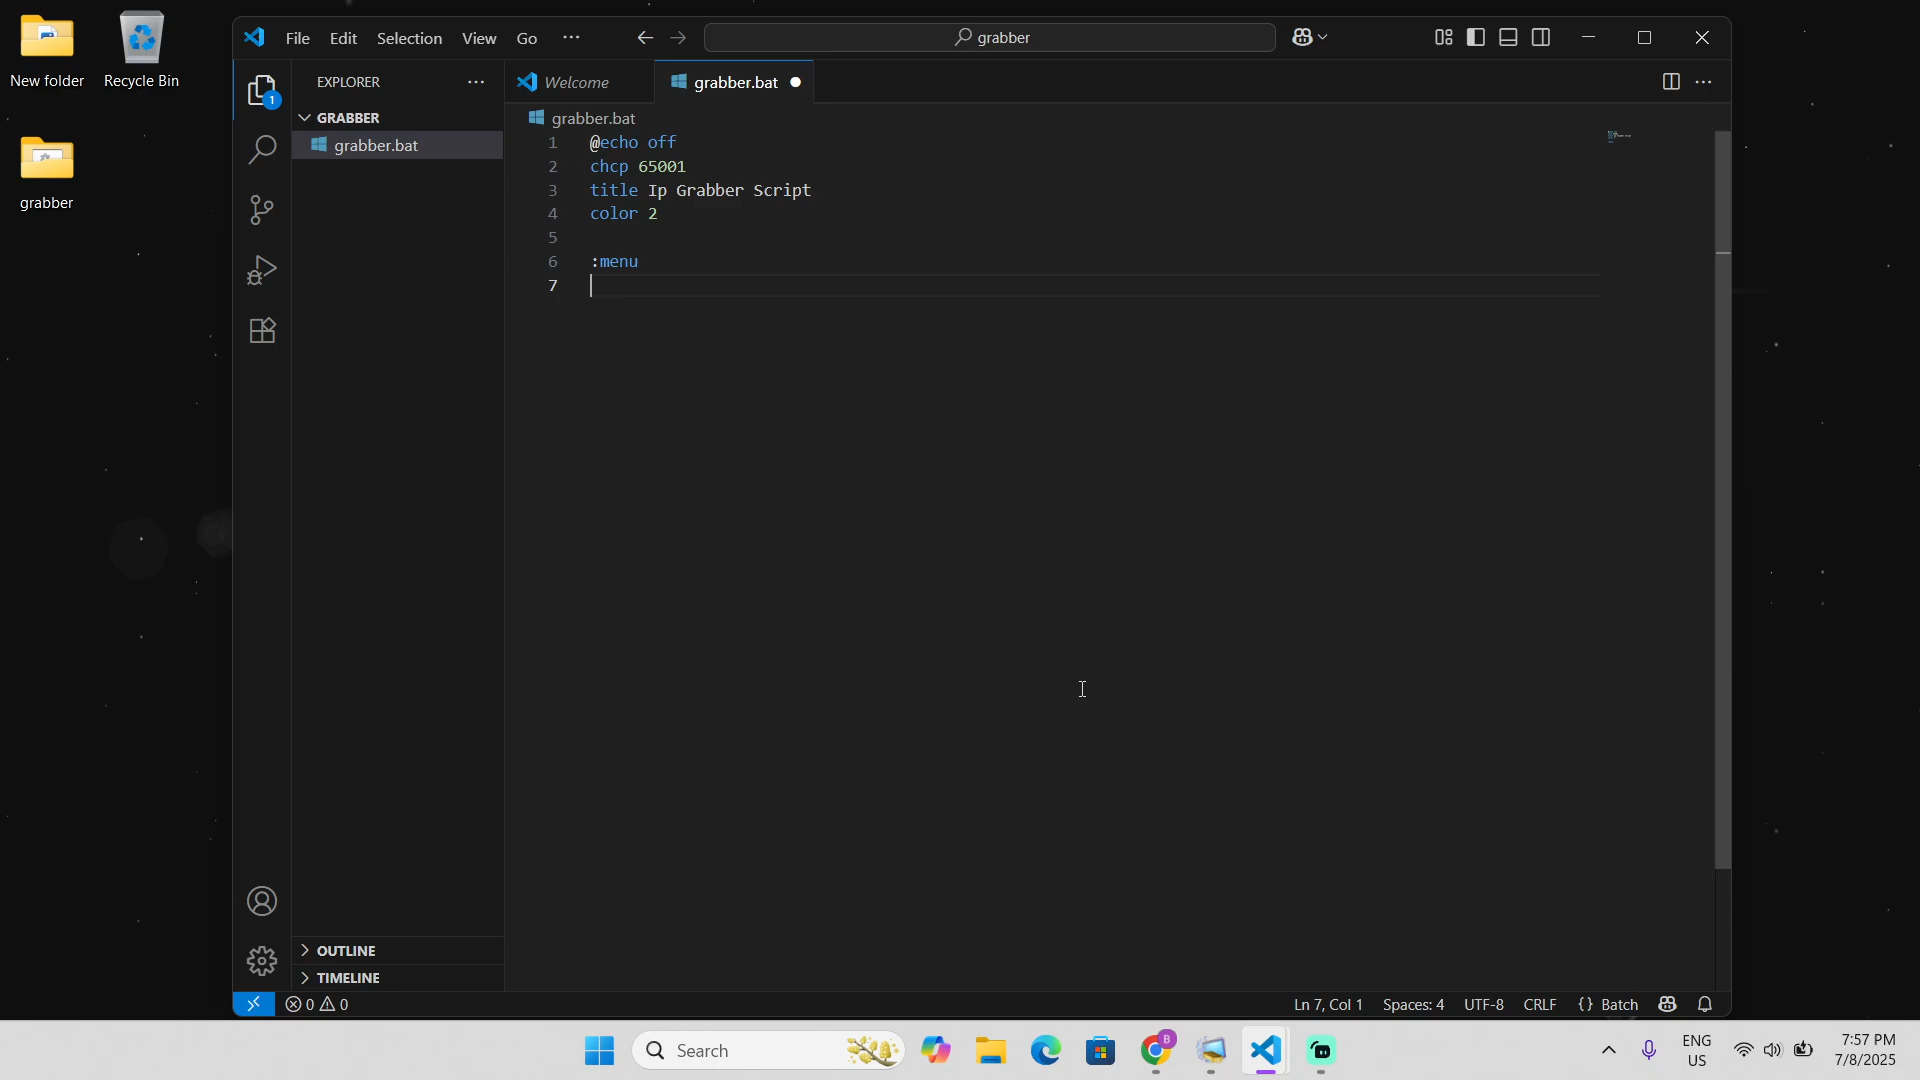 New folder
Recycle Bin
grabber
File Edit Selection View Go
grabber
EXPLORER
GRABBER
grabber.bat
Welcome
grabber.bat
grabber.bat
1 @echo off
2 chcp 65001
3 title Ip Grabber Script
4 color 2
5
6 :menu
7
1
OUTLINE
TIMELINE
0 0
Ln 7, Col 1 Spaces: 4 UTF-8 CRLF {} Batch
Search
B
ENG
US
7:57 PM
7/8/2025